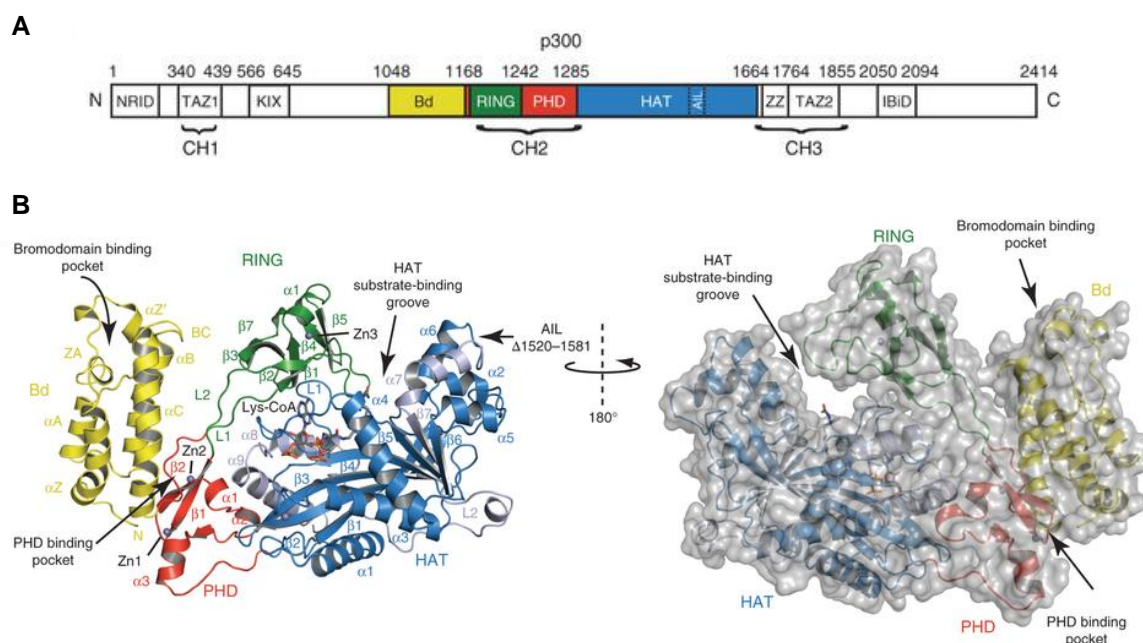 A
p300
1 340 439 566 645 1048 1168 1242 1285 1664 1764 1855 2050 2094 2414
N NRID TAZ1 KIX Bd RING PHD HAT AIL ZZ TAZ2 IBiD C
CH1 CH2 CH3
B
Bromodomain binding
pocket
RING
HAT
substrate-binding
groove
αZ′
BC
ZA
αB
Bd
αA
αC
αZ
N
α1
β7
β5
β4
β3
β2
β1
Zn3
L2
L1
L1
Lys-CoA
α6
AIL
Δ1520–1581
α7
α2
α4
β7
β5
β6
α5
α8
α9
β4
β3
Zn2
β2
α1
β1
α2
β2
β1
α3
L2
α1
HAT
PHD binding
pocket
Zn1
α3
PHD
180°
RING
Bromodomain binding
pocket
HAT
substrate-binding
groove
Bd
HAT
PHD
PHD binding
pocket